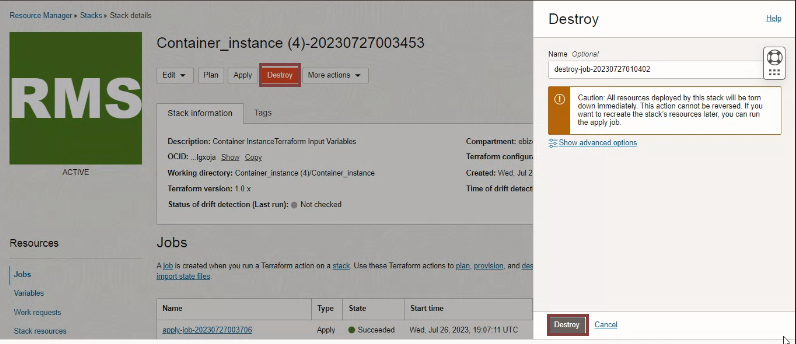 Resource Manager » Stacks » Stack details
RMS
ACTIVE
Container_instance (4)-20230727003453
Edit
Plan
Apply
Destroy
More actions
Stack information
Tags
Description: Container InstanceTerraform Input Variables
OCID: ...lgxoja Show Copy
Working directory: Container_instance (4)/Container_instance
Terraform version: 1.0 x
Status of drift detection (Last run): Not checked
Compartment: ebiz
Terraform configura
Created: Wed, Jul 2
Time of drift detect
Resources
Jobs
Variables
Work requests
Stack resources
Jobs
A job is created when you run a Terraform action on a stack. Use these Terraform actions to plan, provision, and des
import state files.
Name Type State Start time
apply-job-20230727003706 Apply Succeeded Wed, Jul 26, 2023, 19:07:11 UTC
Destroy
Help
Name Optional
destroy-job-20230727010402
Caution: All resources deployed by this stack will be torn
down immediately. This action cannot be reversed. If you
want to recreate the stack's resources later, you can run
the apply job.
Show advanced options
Destroy
Cancel